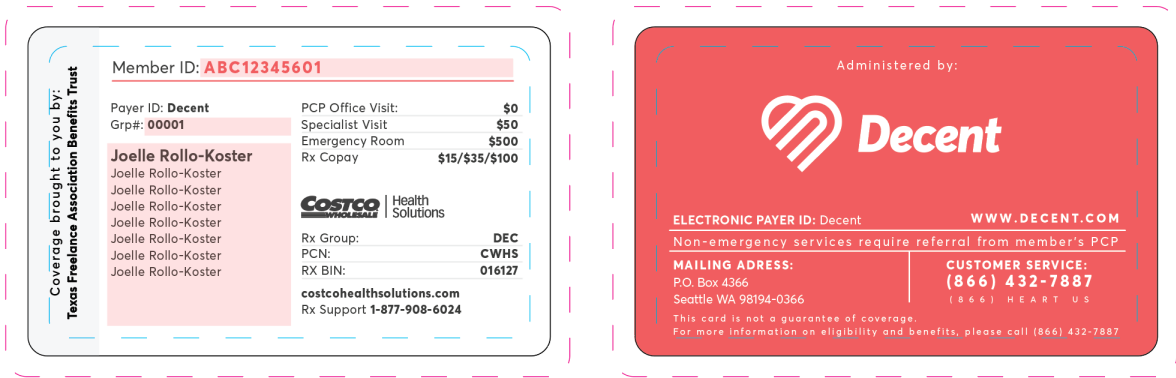 Coverage brought to you by:
Texas Freelance Association Benefits Trust
Member ID: ABC12345601
Payer ID: Decent
Grp#: 00001
Joelle Rollo-Koster
Joelle Rollo-Koster
Joelle Rollo-Koster
Joelle Rollo-Koster
Joelle Rollo-Koster
Joelle Rollo-Koster
Joelle Rollo-Koster
Joelle Rollo-Koster
PCP Office Visit: $0
Specialist Visit $50
Emergency Room $500
Rx Copay $15/$35/$100
Costco WHOLESALE Health Solutions
Rx Group: DEC
PCN: CWHS
RX BIN: 016127
costcohealthsolutions.com
Rx Support 1-877-908-6024
Administered by:
Decent
ELECTRONIC PAYER ID: Decent WWW.DECENT.COM
Non-emergency services require referral from member's PCP
MAILING ADRESS:
P.O. Box 4366
Seattle WA 98194-0366
CUSTOMER SERVICE:
(866) 432-7887
(866) HEART US
This card is not a guarantee of coverage.
For more information on eligibility and benefits, please call (866) 432-7887